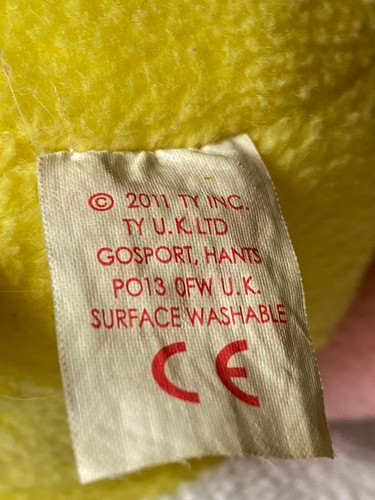 © 2011 TY INC.
TY U.K. LTD
GOSPORT, HANTS
PO13 0FW U.K.
SURFACE WASHABLE
CE